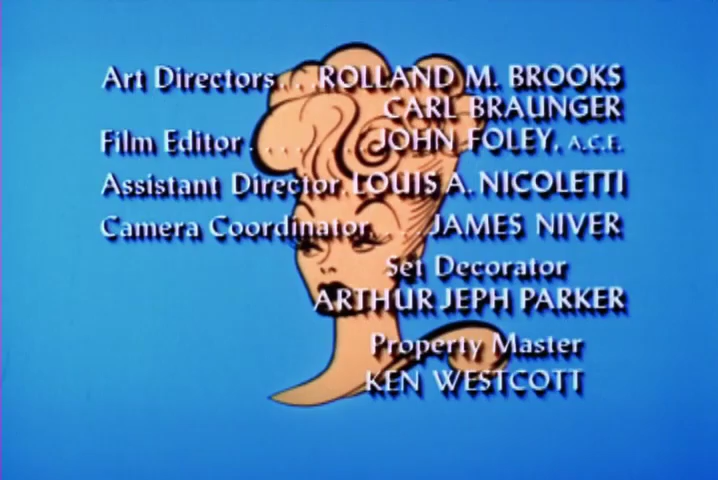 Art Directors . . . ROLLAND M. BROOKS
CARL BRAUNGER
Film Editor . . . . . . . . JOHN FOLEY, A.C.E.
Assistant Director. LOUIS A. NICOLETTI
Camera Coordinator. . . . JAMES NIVER
Set Decorator
ARTHUR JEPH PARKER
Property Master
KEN WESTCOTT